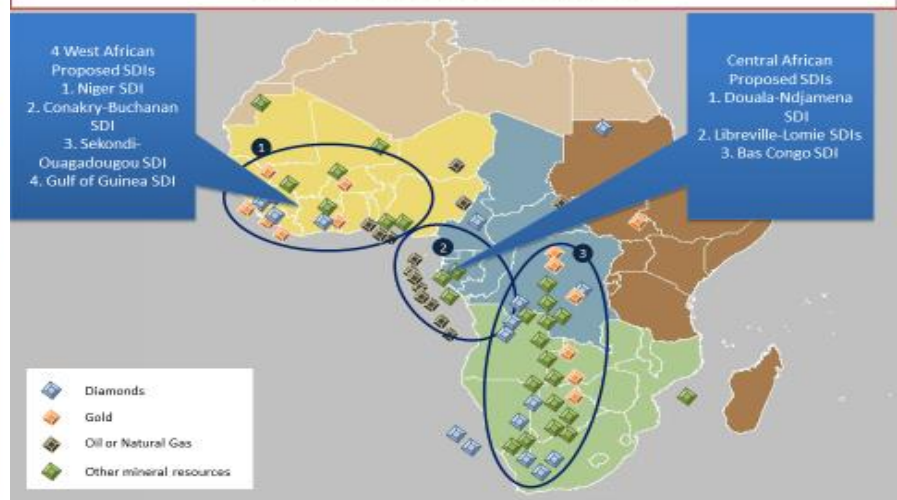 4 West African
Proposed SDIs
1. Niger SDI
2. Conakry-Buchanan
SDI
3. Sekondi-
Ouagadougou SDI
4. Gulf of Guinea SDI
Central African
Proposed SDIs
1. Douala-Ndjamena
SDI
2. Libreville-Lomie SDIs
3. Bas Congo SDI
1
2
3
Diamonds
Gold
Oil or Natural Gas
Other mineral resources